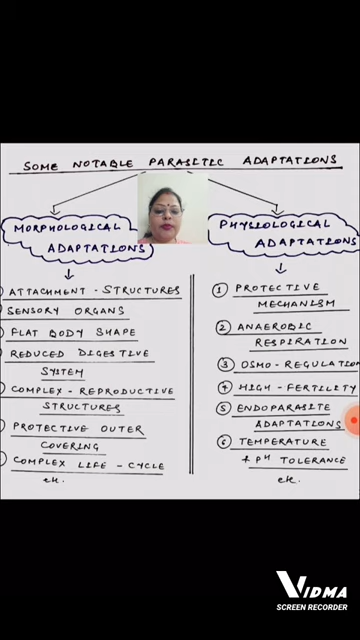 SOME NOTABLE PARASITIC ADAPTATIONS
MORPHOLOGICAL
ADAPTATIONS
ATTACHMENT-STRUCTURES
SENSORY ORGANS
FLAT BODY SHAPE
REDUCED DIGESTIVE
SYSTEM
COMPLEX-REPRODUCTIVE
STRUCTURES
PROTECTIVE OUTER
COVERING
COMPLEX LIFE-CYCLE
etc.
PHYSIOLOGICAL
ADAPTATIONS
① PROTECTIVE
MECHANISM
② ANAEROBIC
RESPIRATION
③ OSMO-REGULATION
④ HIGH-FERTILITY
⑤ ENDOPARASITE
ADAPTATIONS
⑥ TEMPERATURE
+ PH TOLERANCE
etc.
VIDMA
SCREEN RECORDER